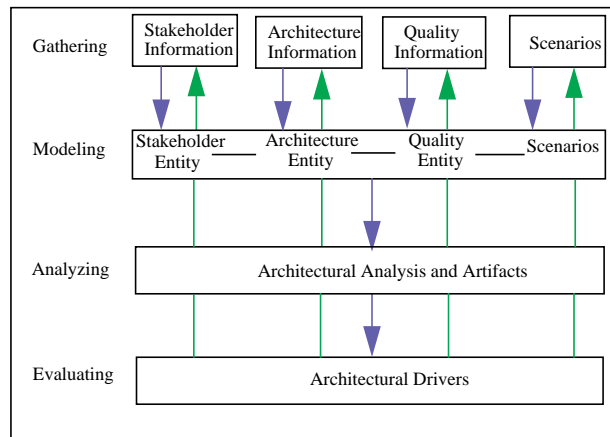 Gathering
Stakeholder
Information
Architecture
Information
Quality
Information
Scenarios
Modeling
Stakeholder
Entity
Architecture
Entity
Quality
Entity
Scenarios
Analyzing
Architectural Analysis and Artifacts
Evaluating
Architectural Drivers